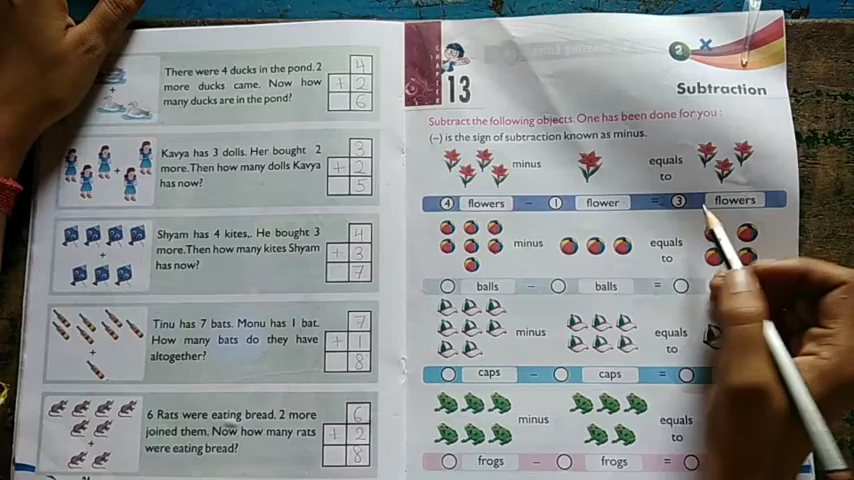 There were 4 ducks in the pond. 2
more ducks came. Now how
many ducks are in the pond?
4
+ 2
6
Kavya has 3 dolls. Her bought 2
more.Then how many dolls Kavya
has now?
3
+ 2
5
Shyam has 4 kites,. He bought 3
more.Then how many kites Shyam
has now?
4
+ 3
7
Tinu has 7 bats. Monu has 1 bat.
How many bats do they have
altogether?
7
+ 1
8
6 Rats were eating bread. 2 more
joined them. Now how many rats
were eating bread?
6
+ 2
8
CHAPTER
13
2
Subtraction
Subtract the following objects. One has been done for you:
(–) is the sign of subtraction known as minus.
minus equals
to
4 flowers – 1 flower = 3 flowers
minus equals
to
balls – balls =
minus equals
to
caps – caps =
minus equals
to
frogs – frogs =